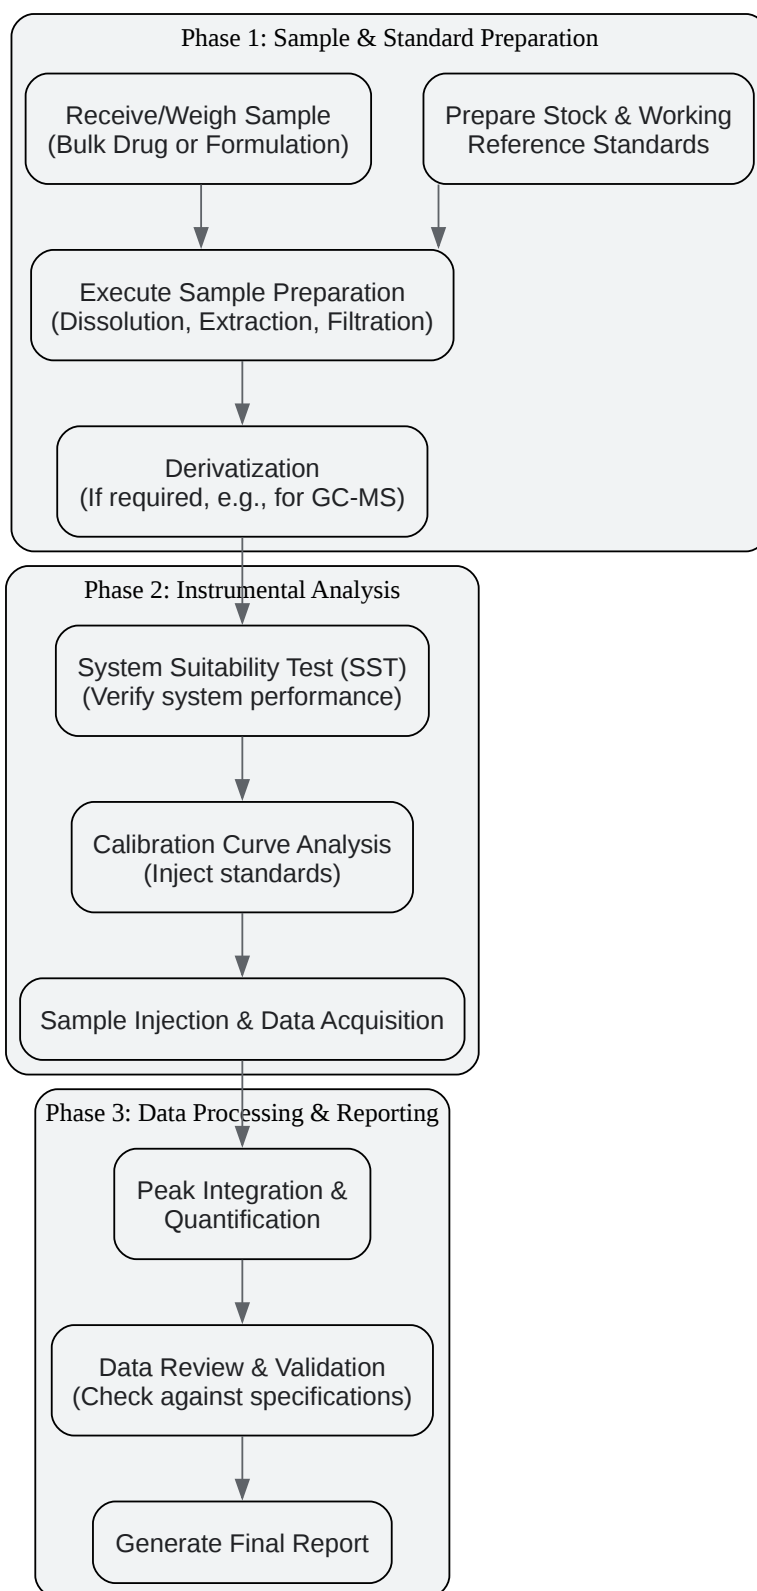 Phase 1: Sample & Standard Preparation
Receive/Weigh Sample
(Bulk Drug or Formulation)
Prepare Stock & Working
Reference Standards
Execute Sample Preparation
(Dissolution, Extraction, Filtration)
Derivatization
(If required, e.g., for GC-MS)
Phase 2: Instrumental Analysis
System Suitability Test (SST)
(Verify system performance)
Calibration Curve Analysis
(Inject standards)
Sample Injection & Data Acquisition
Phase 3: Data Processing & Reporting
Peak Integration &
Quantification
Data Review & Validation
(Check against specifications)
Generate Final Report